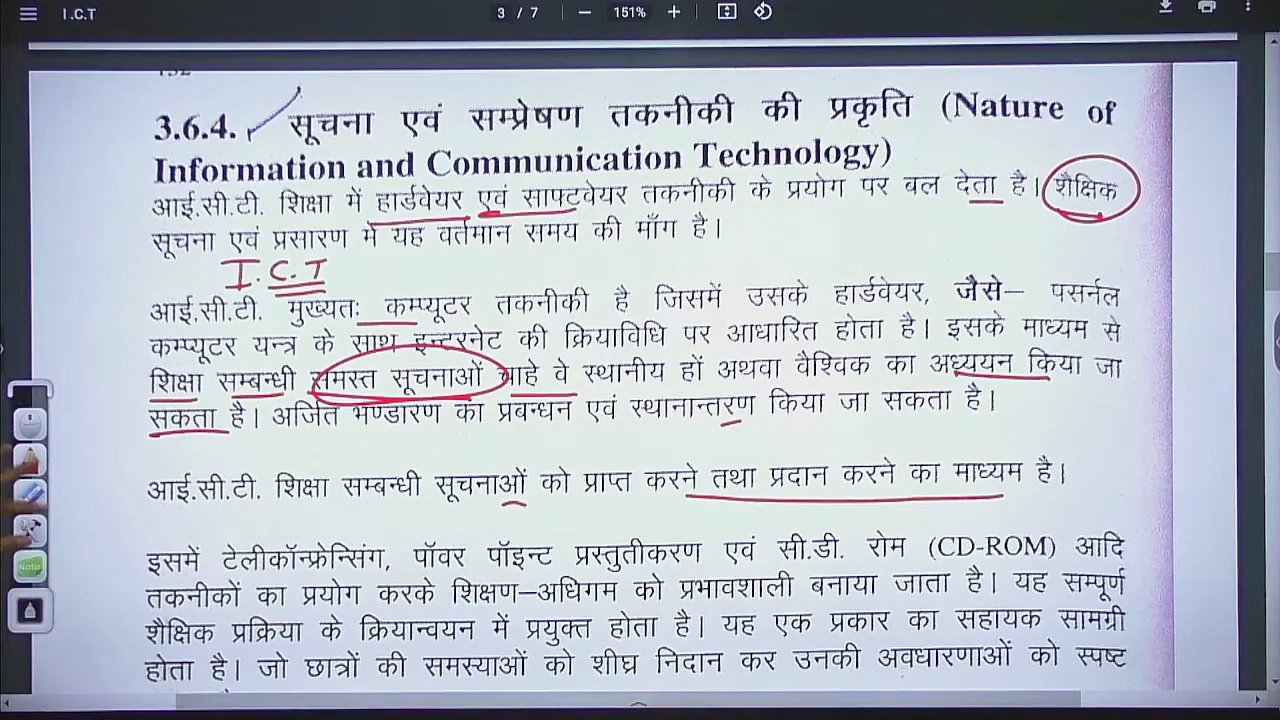 I.C.T 3 / 7 151%
3.6.4. सूचना एवं सम्प्रेषण तकनीकी की प्रकृति (Nature of
Information and Communication Technology)
आई.सी.टी. शिक्षा में हार्डवेयर एवं साफ्टवेयर तकनीकी के प्रयोग पर बल देता है। शैक्षिक
सूचना एवं प्रसारण में यह वर्तमान समय की माँग है।
I.C.T
आई.सी.टी. मुख्यतः कम्प्यूटर तकनीकी है जिसमें उसके हार्डवेयर, जैसे– पसर्नल
कम्प्यूटर यन्त्र के साथ इन्टरनेट की क्रियाविधि पर आधारित होता है। इसके माध्यम से
शिक्षा सम्बन्धी समस्त सूचनाओं चाहे वे स्थानीय हों अथवा वैश्विक का अध्ययन किया जा
सकता है। अर्जित भण्डारण का प्रबन्धन एवं स्थानान्तरण किया जा सकता है।
आई.सी.टी. शिक्षा सम्बन्धी सूचनाओं को प्राप्त करने तथा प्रदान करने का माध्यम है।
इसमें टेलीकॉन्फ्रेन्सिंग, पॉवर पॉइन्ट प्रस्तुतीकरण एवं सी.डी. रोम (CD-ROM) आदि
तकनीकों का प्रयोग करके शिक्षण–अधिगम को प्रभावशाली बनाया जाता है। यह सम्पूर्ण
शैक्षिक प्रक्रिया के क्रियान्वयन में प्रयुक्त होता है। यह एक प्रकार का सहायक सामग्री
होता है। जो छात्रों की समस्याओं को शीघ्र निदान कर उनकी अवधारणाओं को स्पष्ट